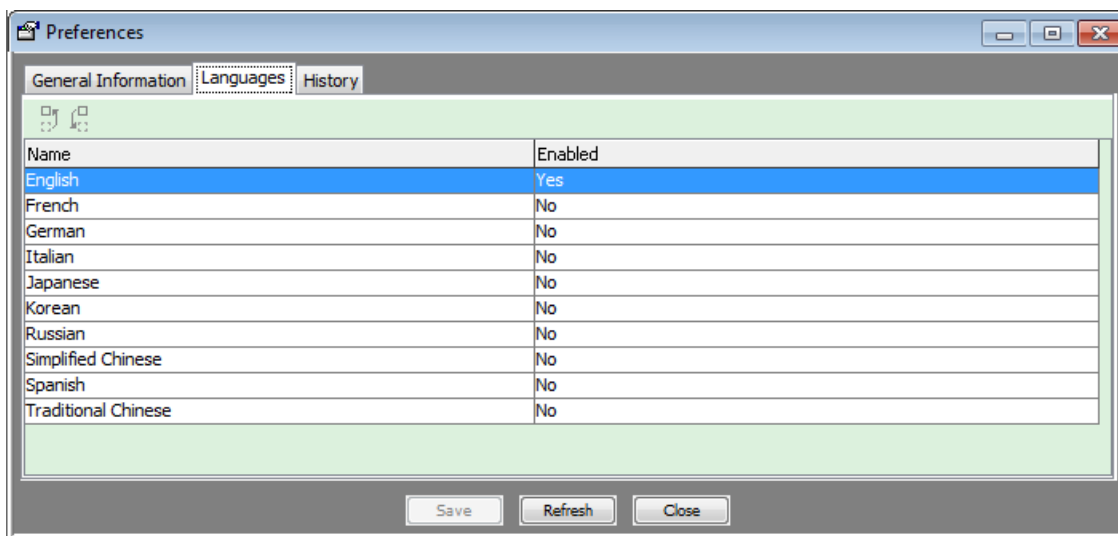 Preferences
General Information Languages History
Name Enabled
English Yes
French No
German No
Italian No
Japanese No
Korean No
Russian No
Simplified Chinese No
Spanish No
Traditional Chinese No
Save Refresh Close